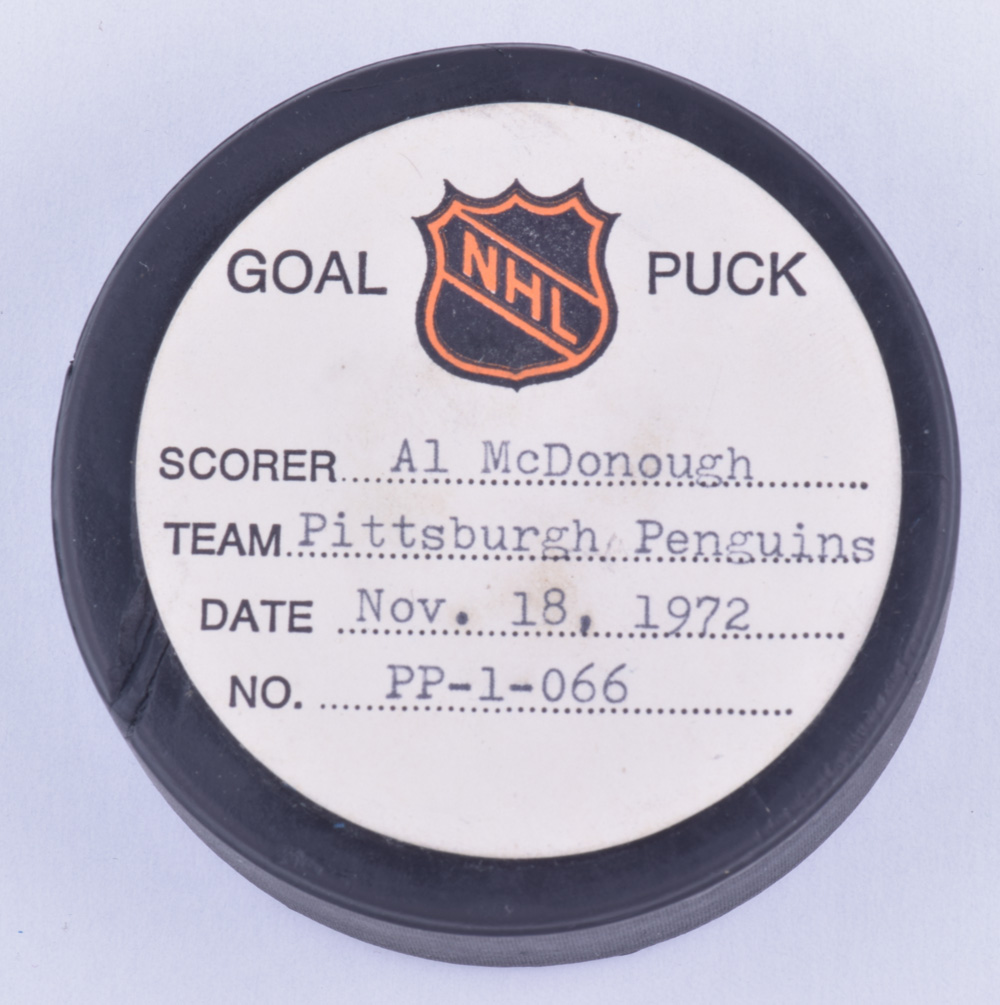 GOAL NHL PUCK
SCORER Al McDonough
TEAM Pittsburgh Penguins
DATE Nov. 18, 1972
NO. PP-1-066